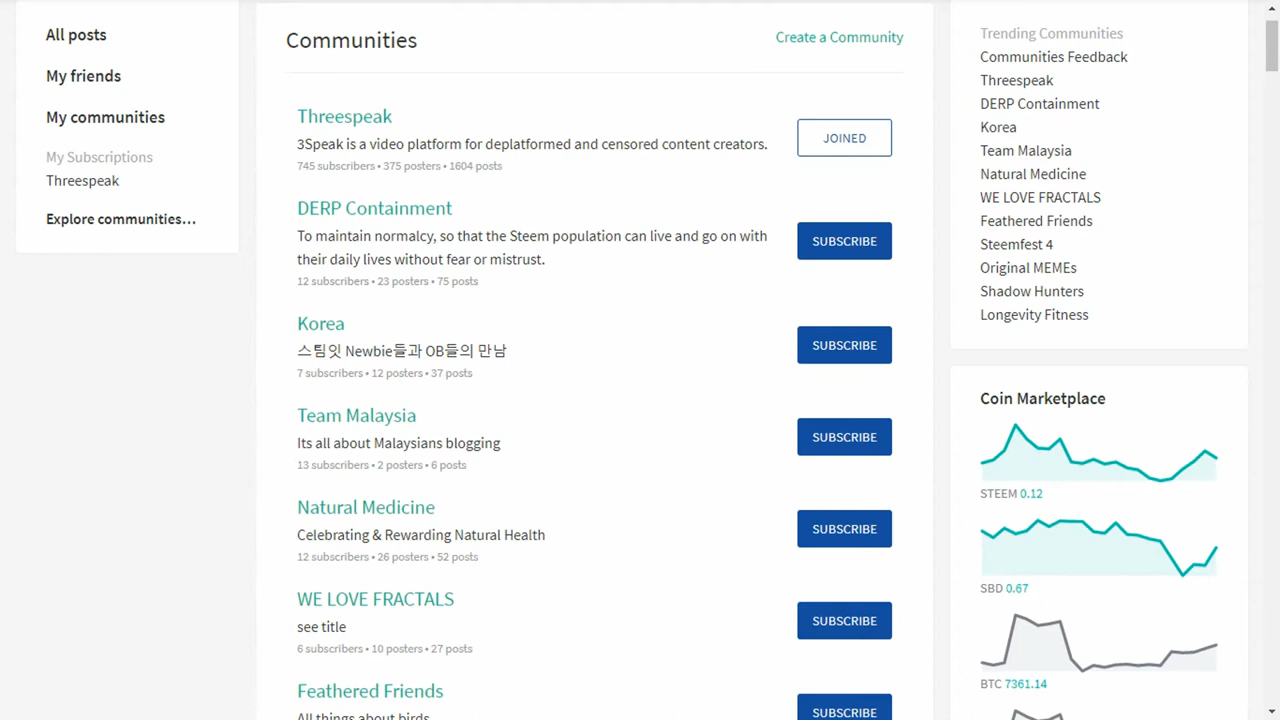 All posts
My friends
My communities
My Subscriptions
Threespeak
Explore communities...
Communities
Create a Community
Threespeak
3Speak is a video platform for deplatformed and censored content creators.
745 subscribers • 375 posters • 1604 posts
JOINED
DERP Containment
To maintain normalcy, so that the Steem population can live and go on with
their daily lives without fear or mistrust.
12 subscribers • 23 posters • 75 posts
SUBSCRIBE
Korea
스팀잇 Newbie들과 OB들의 만남
7 subscribers • 12 posters • 37 posts
SUBSCRIBE
Team Malaysia
Its all about Malaysians blogging
13 subscribers • 2 posters • 6 posts
SUBSCRIBE
Natural Medicine
Celebrating & Rewarding Natural Health
12 subscribers • 26 posters • 52 posts
SUBSCRIBE
WE LOVE FRACTALS
see title
6 subscribers • 10 posters • 27 posts
SUBSCRIBE
Feathered Friends
All things about birds
SUBSCRIBE
Trending Communities
Communities Feedback
Threespeak
DERP Containment
Korea
Team Malaysia
Natural Medicine
WE LOVE FRACTALS
Feathered Friends
Steemfest 4
Original MEMEs
Shadow Hunters
Longevity Fitness
Coin Marketplace
STEEM 0.12
SBD 0.67
BTC 7361.14